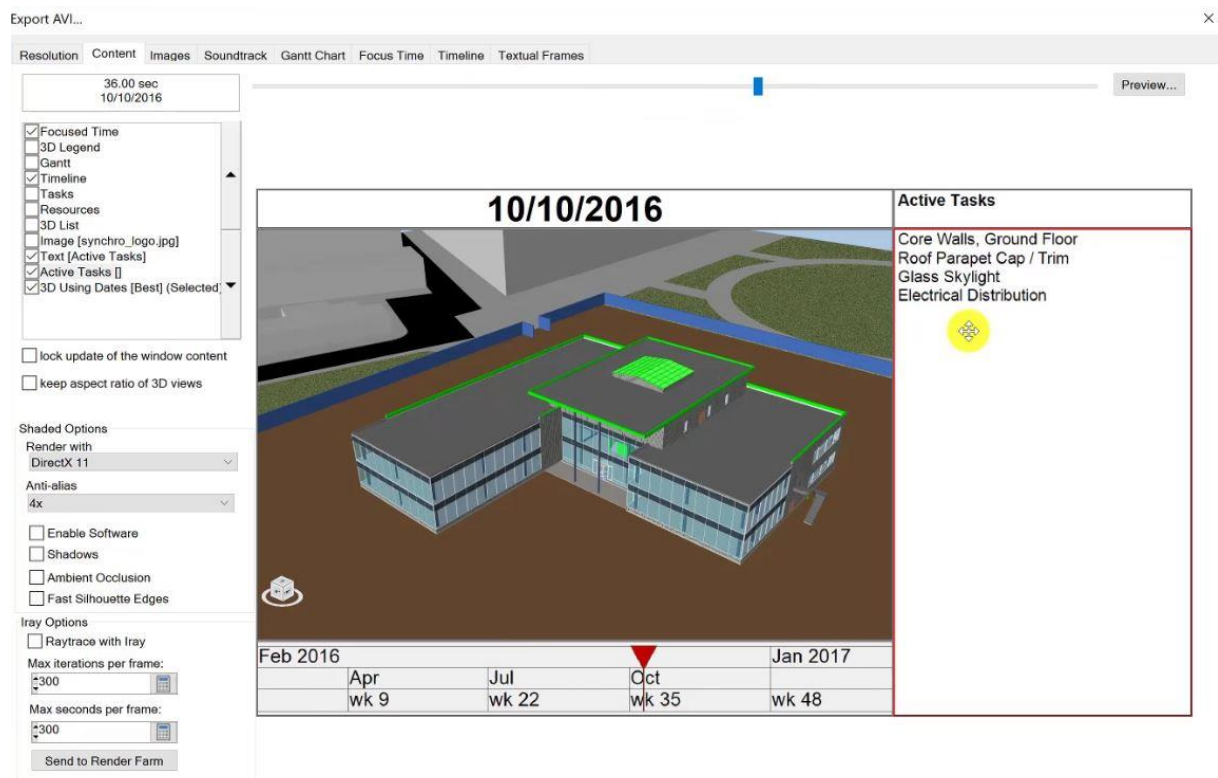 Export AVI...
Resolution Content Images Soundtrack Gantt Chart Focus Time Timeline Textual Frames
36.00 sec
10/10/2016
Preview...
Focused Time
3D Legend
Gantt
Timeline
Tasks
Resources
3D List
Image [synchro_logo.jpg]
Text [Active Tasks]
Active Tasks []
3D Using Dates [Best] (Selected)
lock update of the window content
keep aspect ratio of 3D views
Shaded Options
Render with
DirectX 11
Anti-alias
4x
Enable Software
Shadows
Ambient Occlusion
Fast Silhouette Edges
Iray Options
Raytrace with Iray
Max iterations per frame:
300
Max seconds per frame:
300
Send to Render Farm
10/10/2016
Active Tasks
Core Walls, Ground Floor
Roof Parapet Cap / Trim
Glass Skylight
Electrical Distribution
Feb 2016 Jan 2017
Apr Jul Oct
wk 9 wk 22 wk 35 wk 48